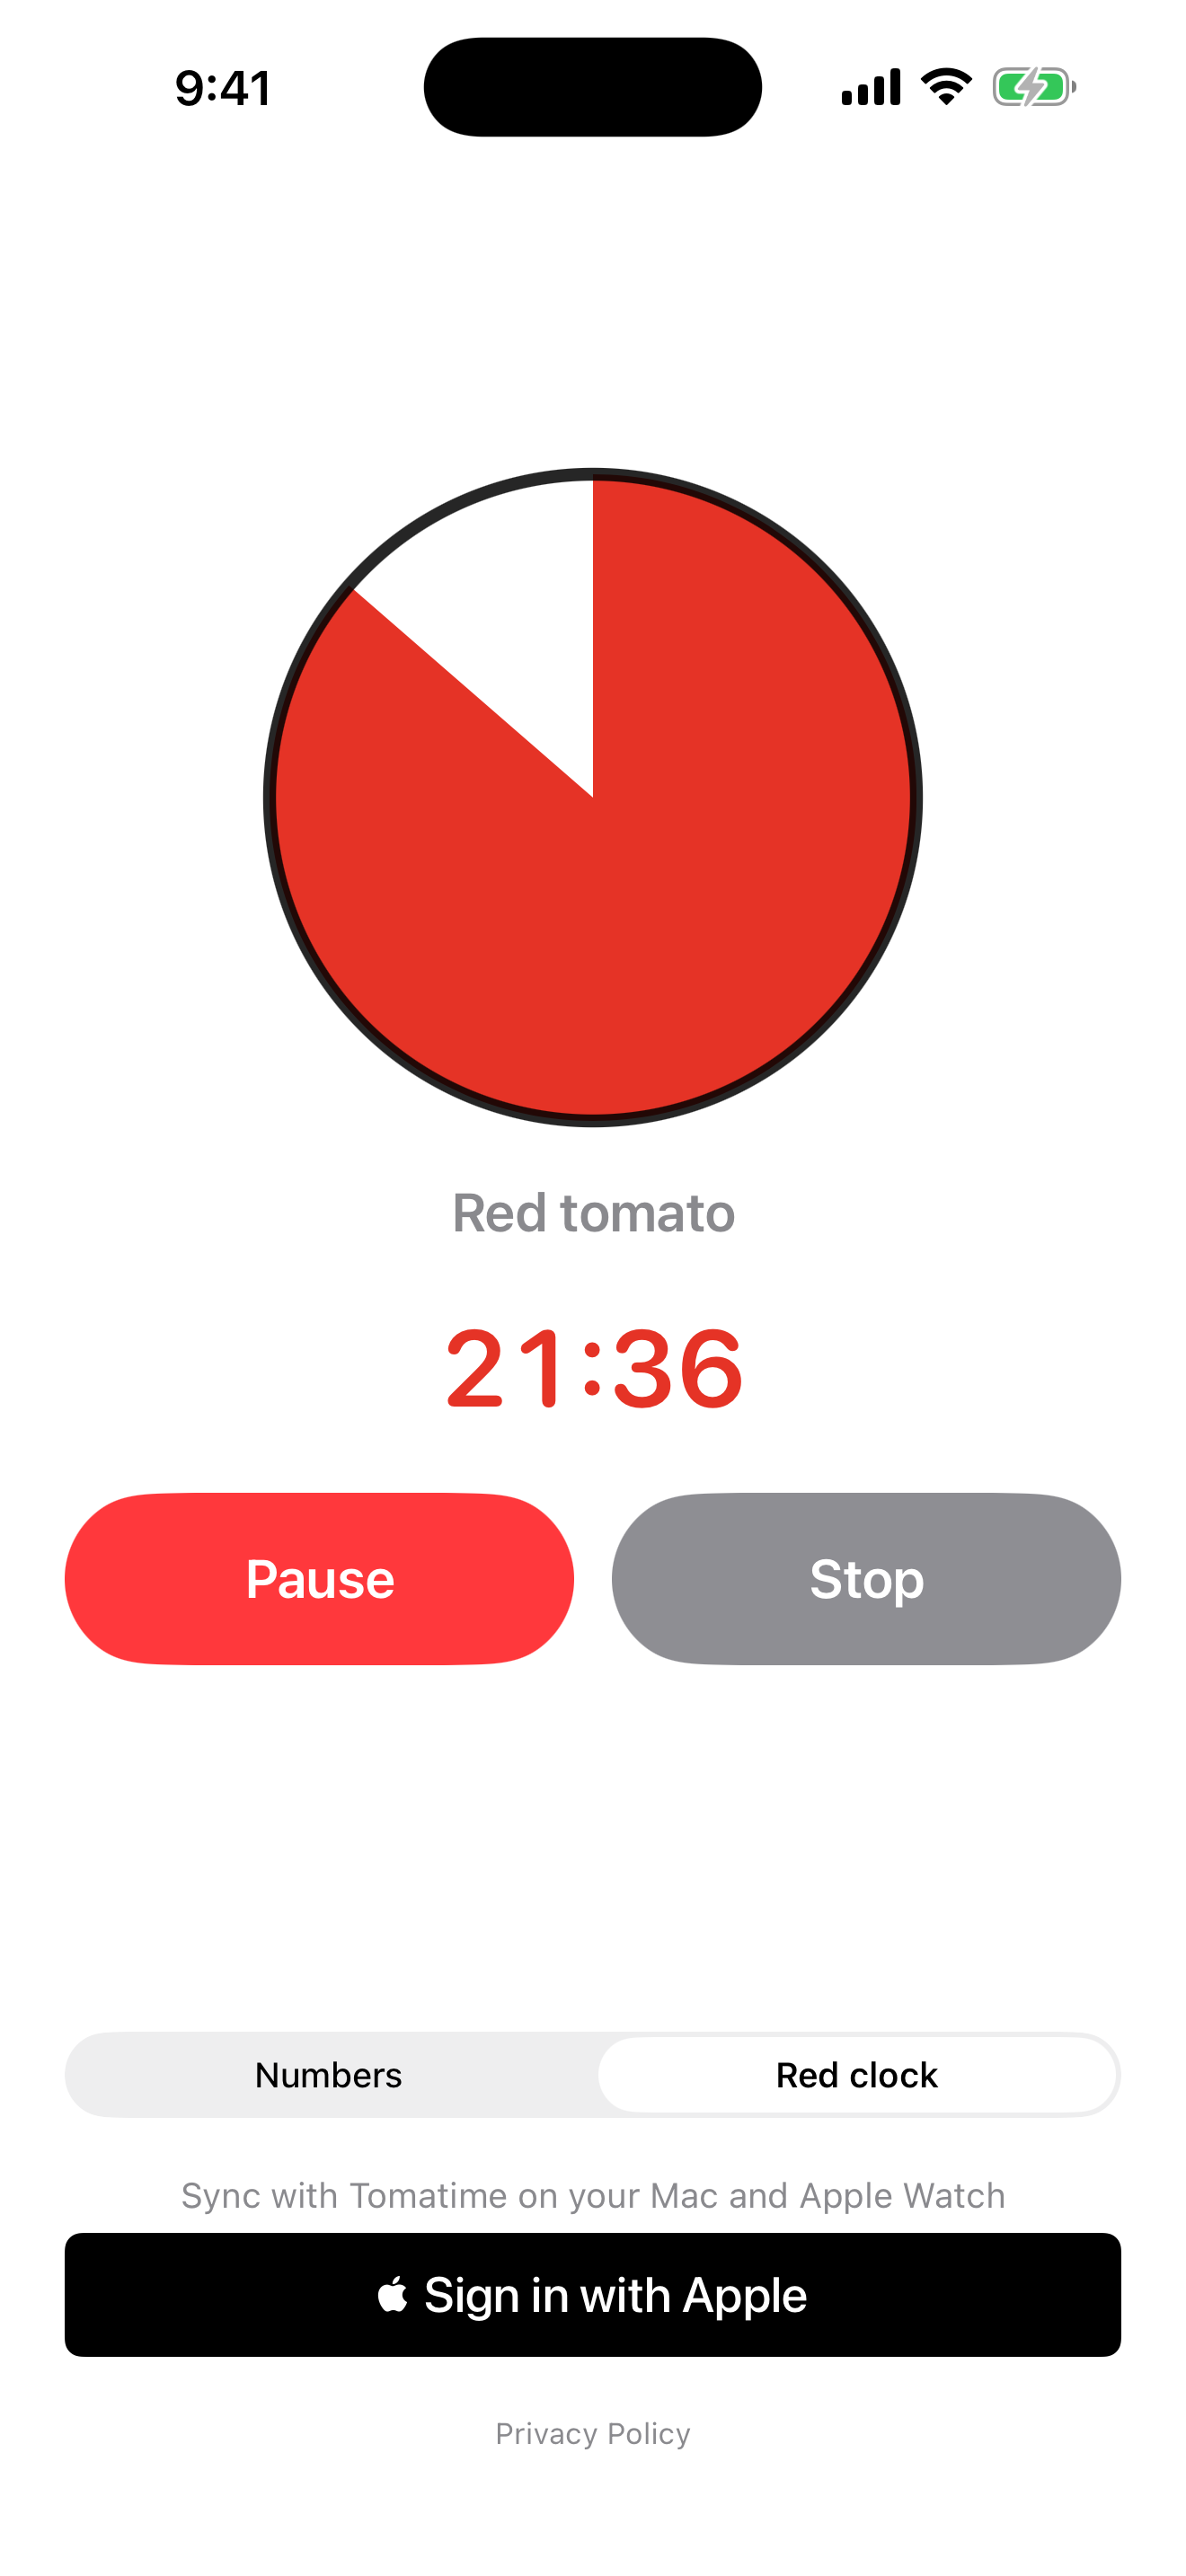 9:41
Red tomato
21:36
Pause
Stop
Numbers
Red clock
Sync with Tomatime on your Mac and Apple Watch
Sign in with Apple
Privacy Policy